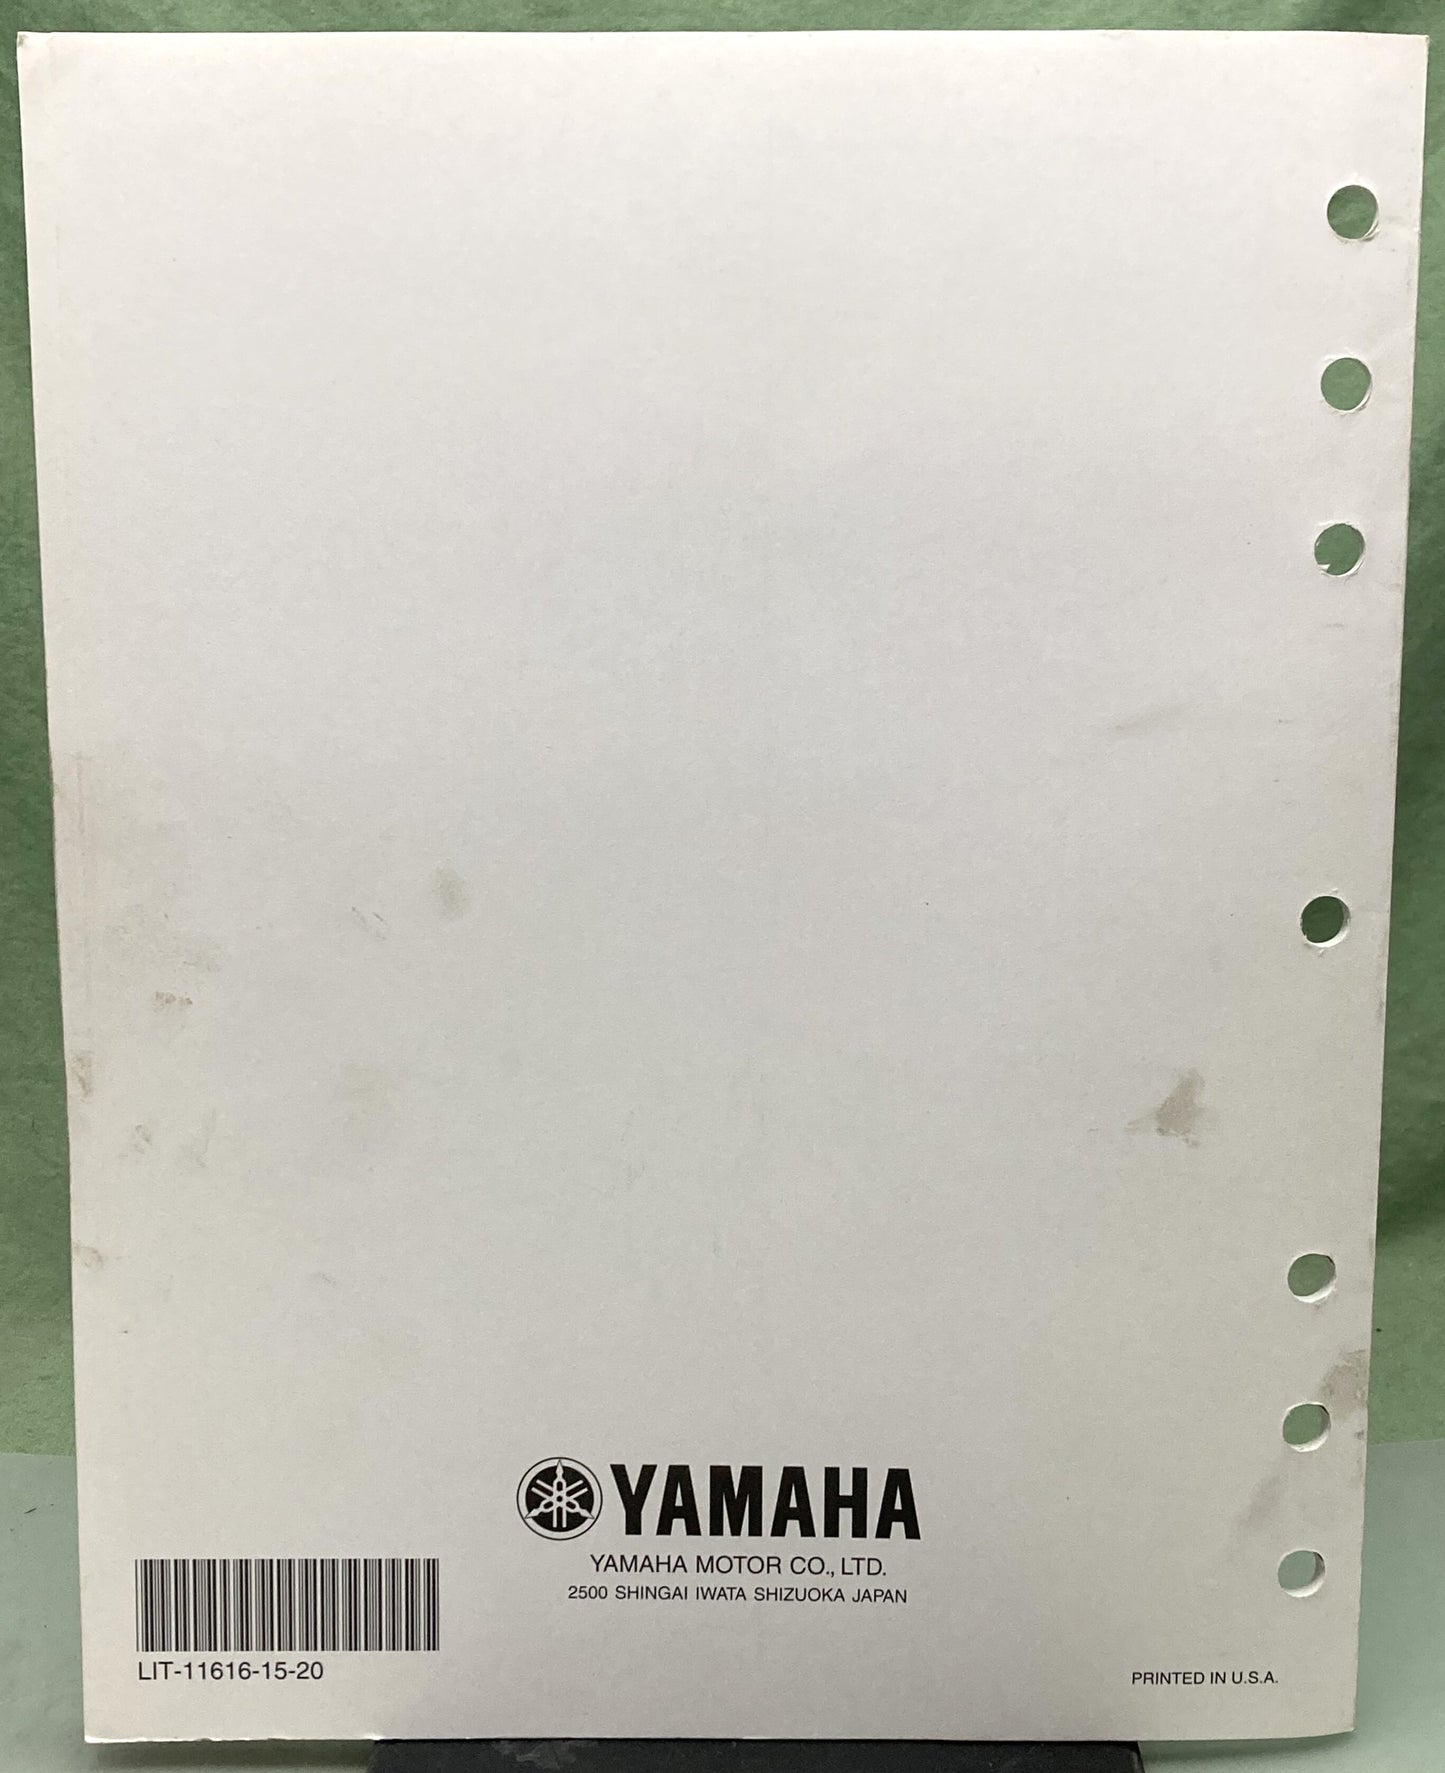 YAMAHA
YAMAHA MOTOR CO., LTD.
2500 SHINGAI IWATA SHIZUOKA JAPAN
LIT-11616-15-20
PRINTED IN U.S.A.